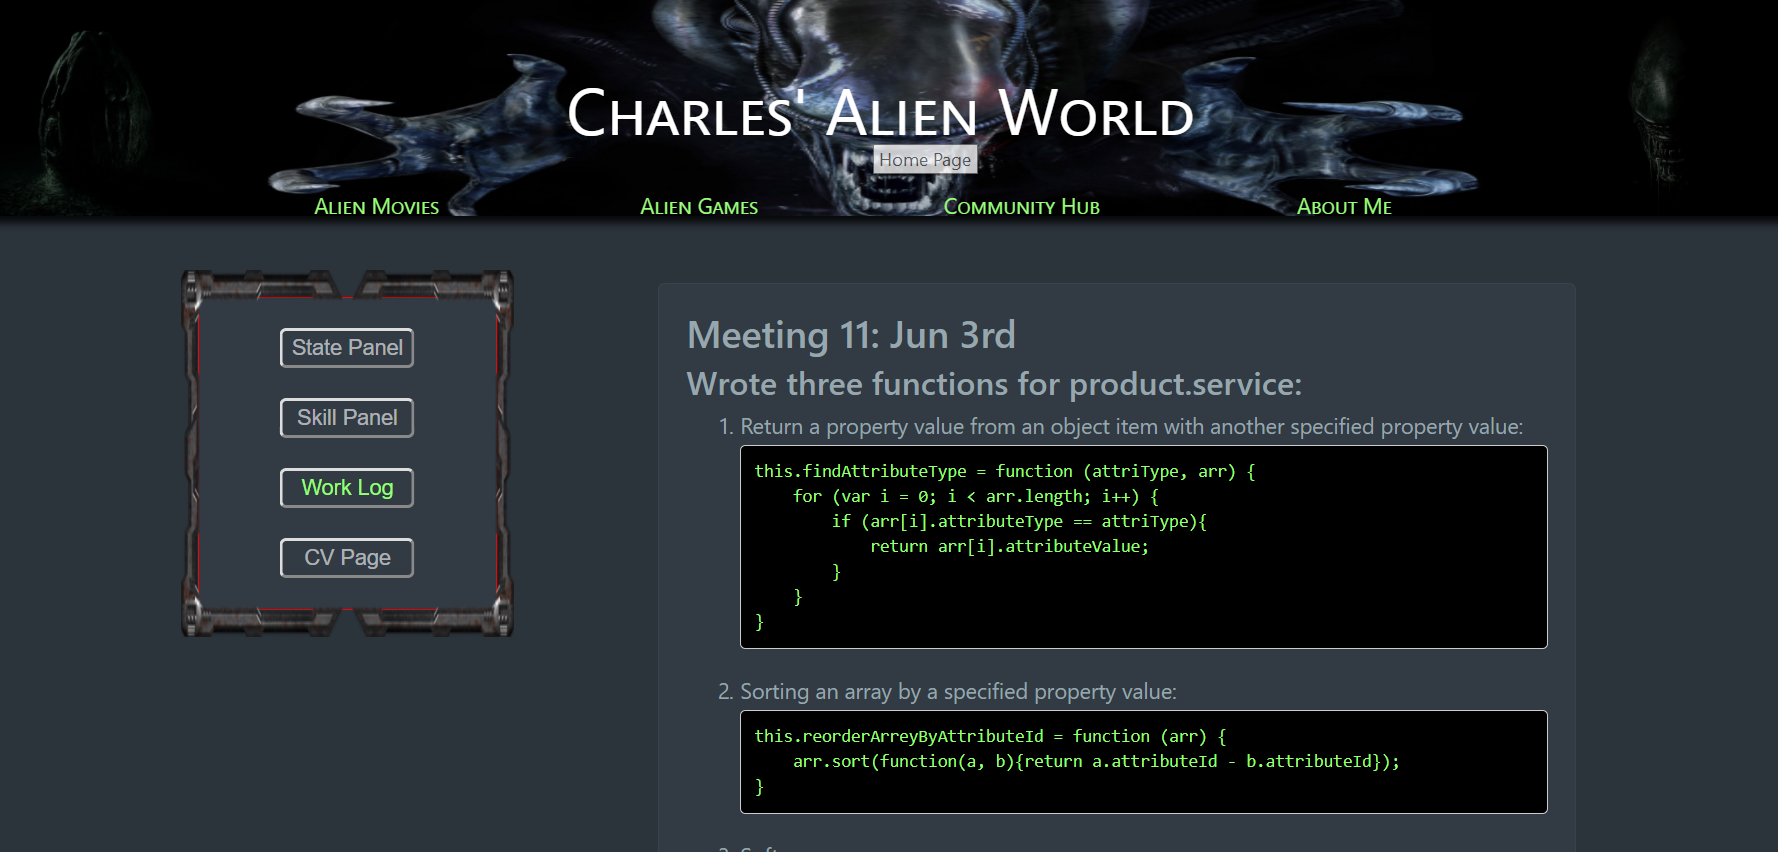 Charles' Alien World
Home Page
Alien Movies
Alien Games
Community Hub
About Me
State Panel
Skill Panel
Work Log
CV Page
Meeting 11: Jun 3rd
Wrote three functions for product.service:
1. Return a property value from an object item with another specified property value:
this.findAttributeType = function (attriType, arr) {
    for (var i = 0; i < arr.length; i++) {
        if (arr[i].attributeType == attriType){
            return arr[i].attributeValue;
        }
    }
}
2. Sorting an array by a specified property value:
this.reorderArreyByAttributeId = function (arr) {
    arr.sort(function(a, b){return a.attributeId - b.attributeId});
}